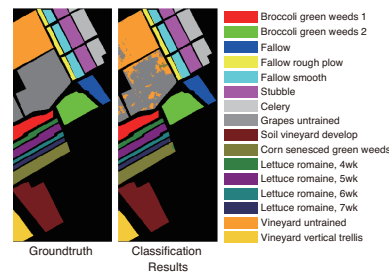 Broccoli green weeds 1
Broccoli green weeds 2
Fallow
Fallow rough plow
Fallow smooth
Stubble
Celery
Grapes untrained
Soil vineyard develop
Corn senesced green weeds
Lettuce romaine, 4wk
Lettuce romaine, 5wk
Lettuce romaine, 6wk
Lettuce romaine, 7wk
Vineyard untrained
Vineyard vertical trellis
Groundtruth
Classification
Results